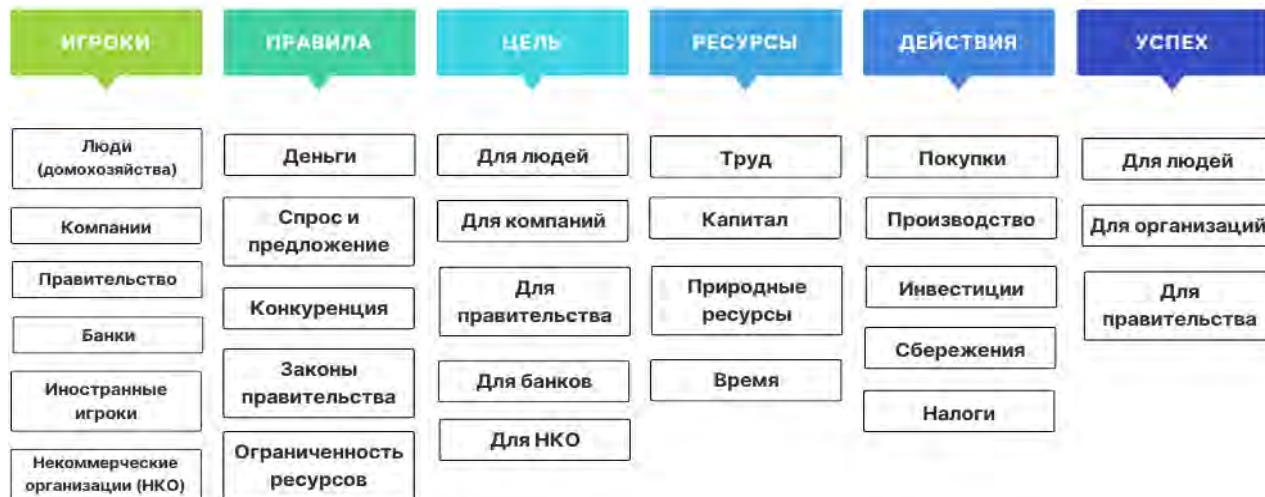 ИГРОКИ
Люди
(домохозяйства)
Компании
Правительство
Банки
Иностранные
игроки
Некоммерческие
организации (НКО)
ПРАВИЛА
Деньги
Спрос и
предложение
Конкуренция
Законы
правительства
Ограниченность
ресурсов
ЦЕЛЬ
Для людей
Для компаний
Для
правительства
Для банков
Для НКО
РЕСУРСЫ
Труд
Капитал
Природные
ресурсы
Время
ДЕЙСТВИЯ
Покупки
Производство
Инвестиции
Сбережения
Налоги
УСПЕХ
Для людей
Для организаций
Для
правительства